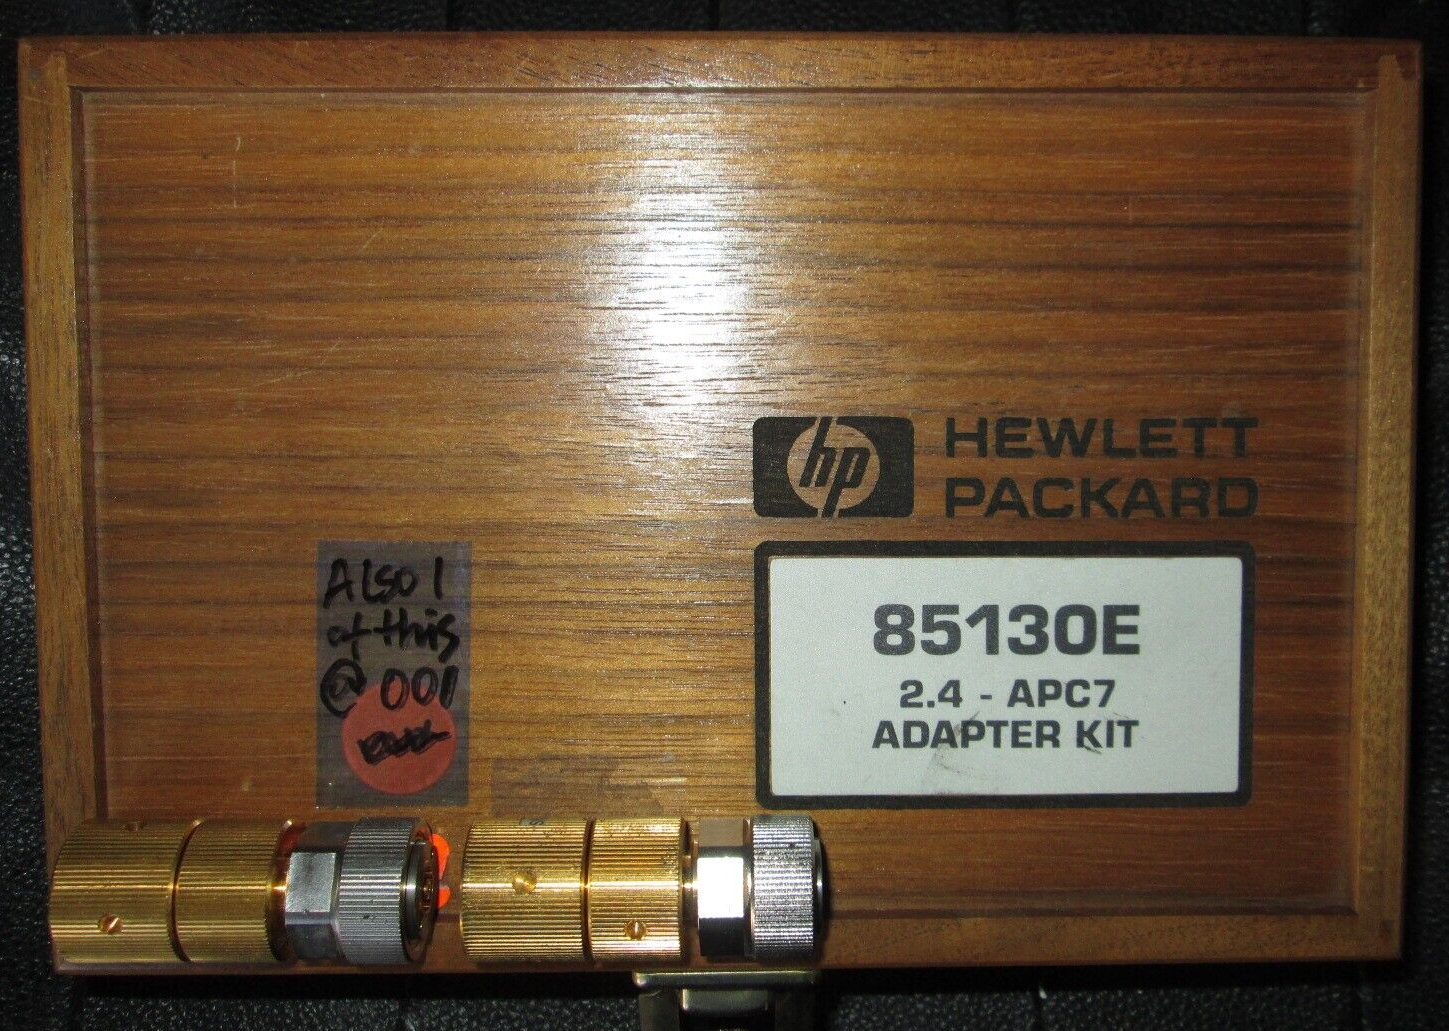 hp
HEWLETT
PACKARD
85130E
2.4 - APC7
ADAPTER KIT
Also 1
of this
@ 001